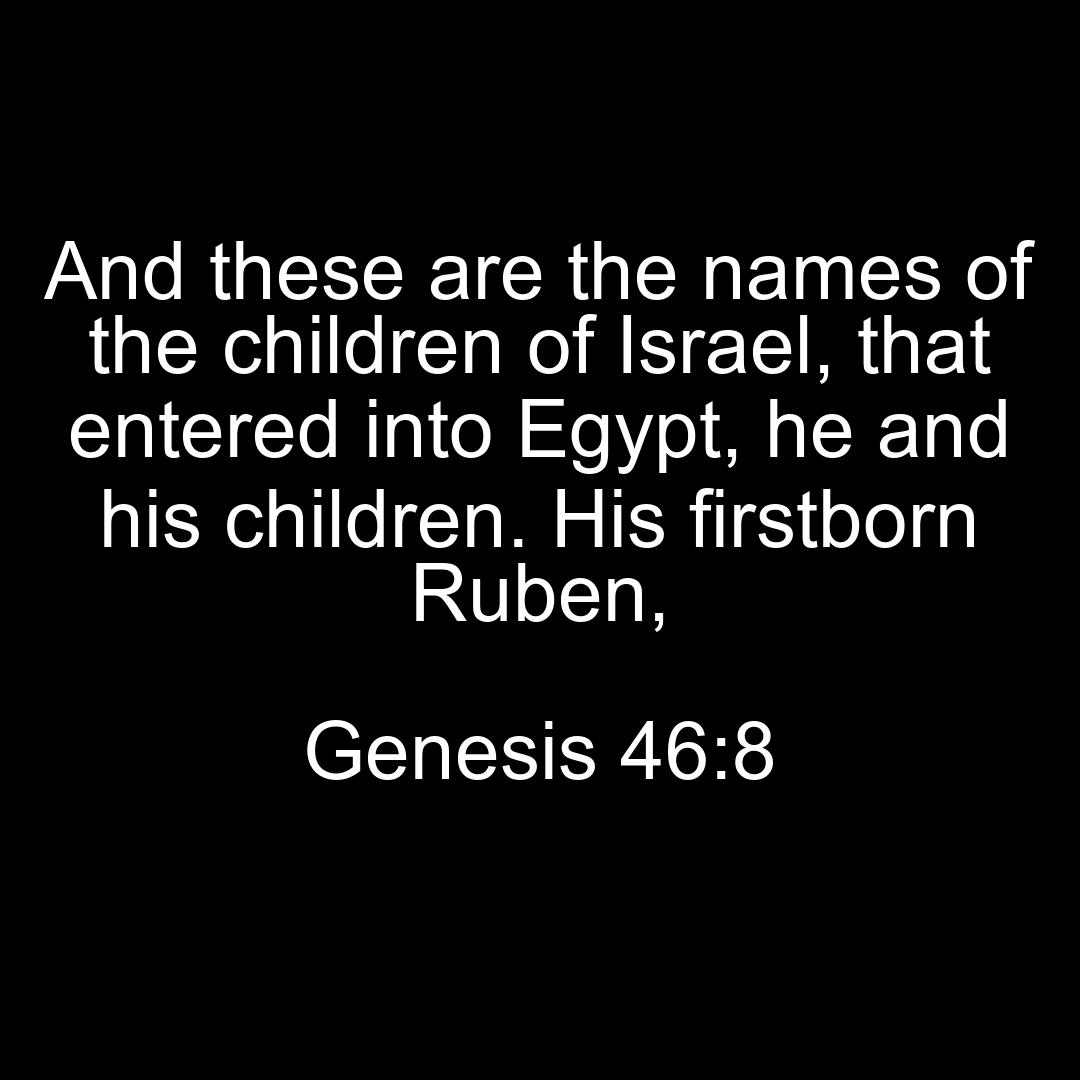 And these are the names of
the children of Israel, that
entered into Egypt, he and
his children. His firstborn
Ruben,
Genesis 46:8